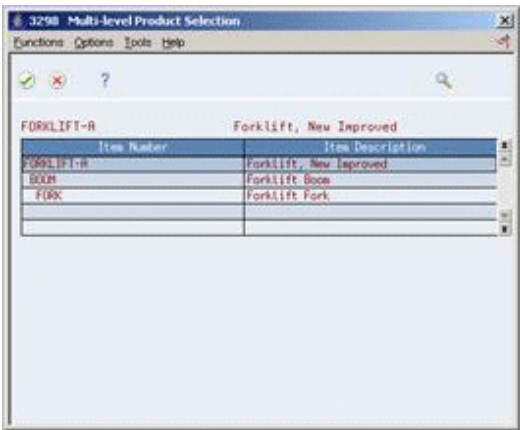 3298 Multi-level Product Selection
Functions Options Tools Help
?
FORKLIFT-A Forklift, New Improved
Item Number Item Description
FORKLIFT-A Forklift, New Improved
BOOM Forklift Boom
FORK Forklift Fork